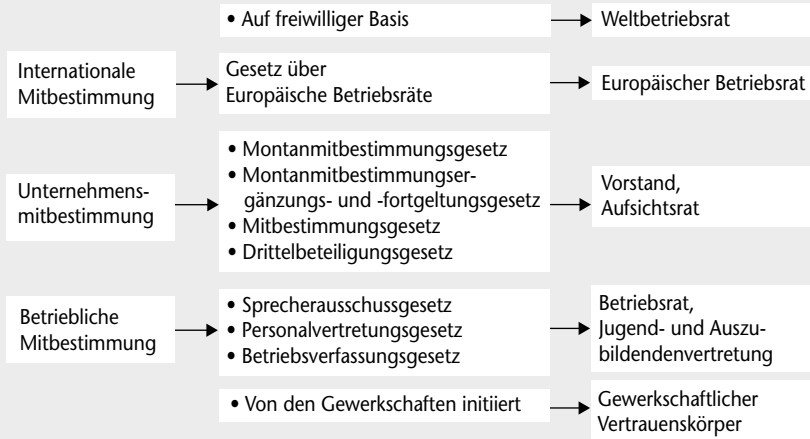 • Auf freiwilliger Basis
Weltbetriebsrat
Internationale
Mitbestimmung
Gesetz über
Europäische Betriebsräte
Europäischer Betriebsrat
Unternehmens-
mitbestimmung
• Montanmitbestimmungsgesetz
• Montanmitbestimmungser-
gänzungs- und -fortgeltungsgesetz
• Mitbestimmungsgesetz
• Drittelbeteiligungsgesetz
Vorstand,
Aufsichtsrat
Betriebliche
Mitbestimmung
• Sprecherausschussgesetz
• Personalvertretungsgesetz
• Betriebsverfassungsgesetz
Betriebsrat,
Jugend- und Auszu-
bildendenvertretung
• Von den Gewerkschaften initiiert
Gewerkschaftlicher
Vertrauenskörper